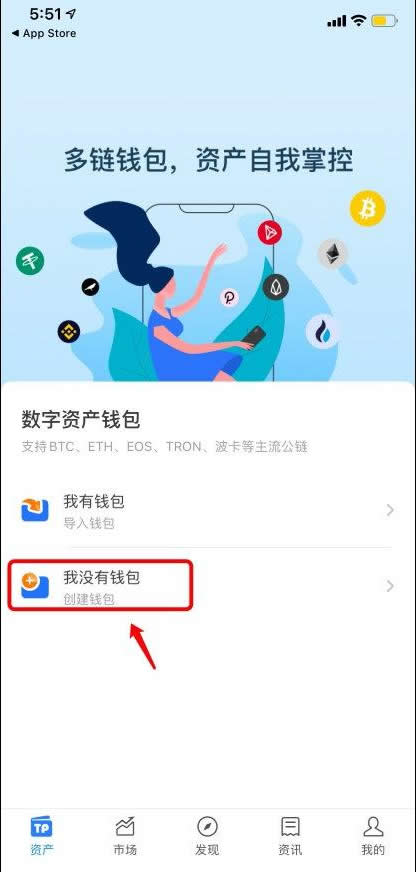 5:51
◀ App Store
多链钱包，资产自我掌控
数字资产钱包
支持BTC、ETH、EOS、TRON、波卡等主流公链
我有钱包
导入钱包
我没有钱包
创建钱包
TP
资产
市场
发现
资讯
我的